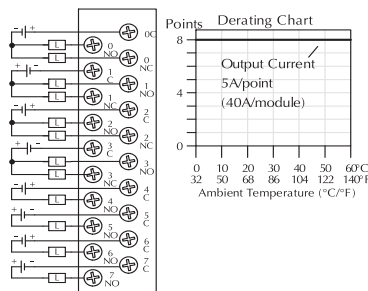 0C
L
0
NO
L
0
NC
1
C
L
1
NO
L
1
NC
2
C
L
2
NO
L
2
NC
3
C
L
3
NO
L
3
NC
4
C
L
4
NO
5
C
L
5
NO
6
C
L
6
NO
7
C
L
7
NO
Points Derating Chart
8
Output Current
5A/point
(40A/module)
4
0
0 10 20 30 40 50 60°C
32 50 68 86 104 122 140°F
Ambient Temperature (°C/°F)